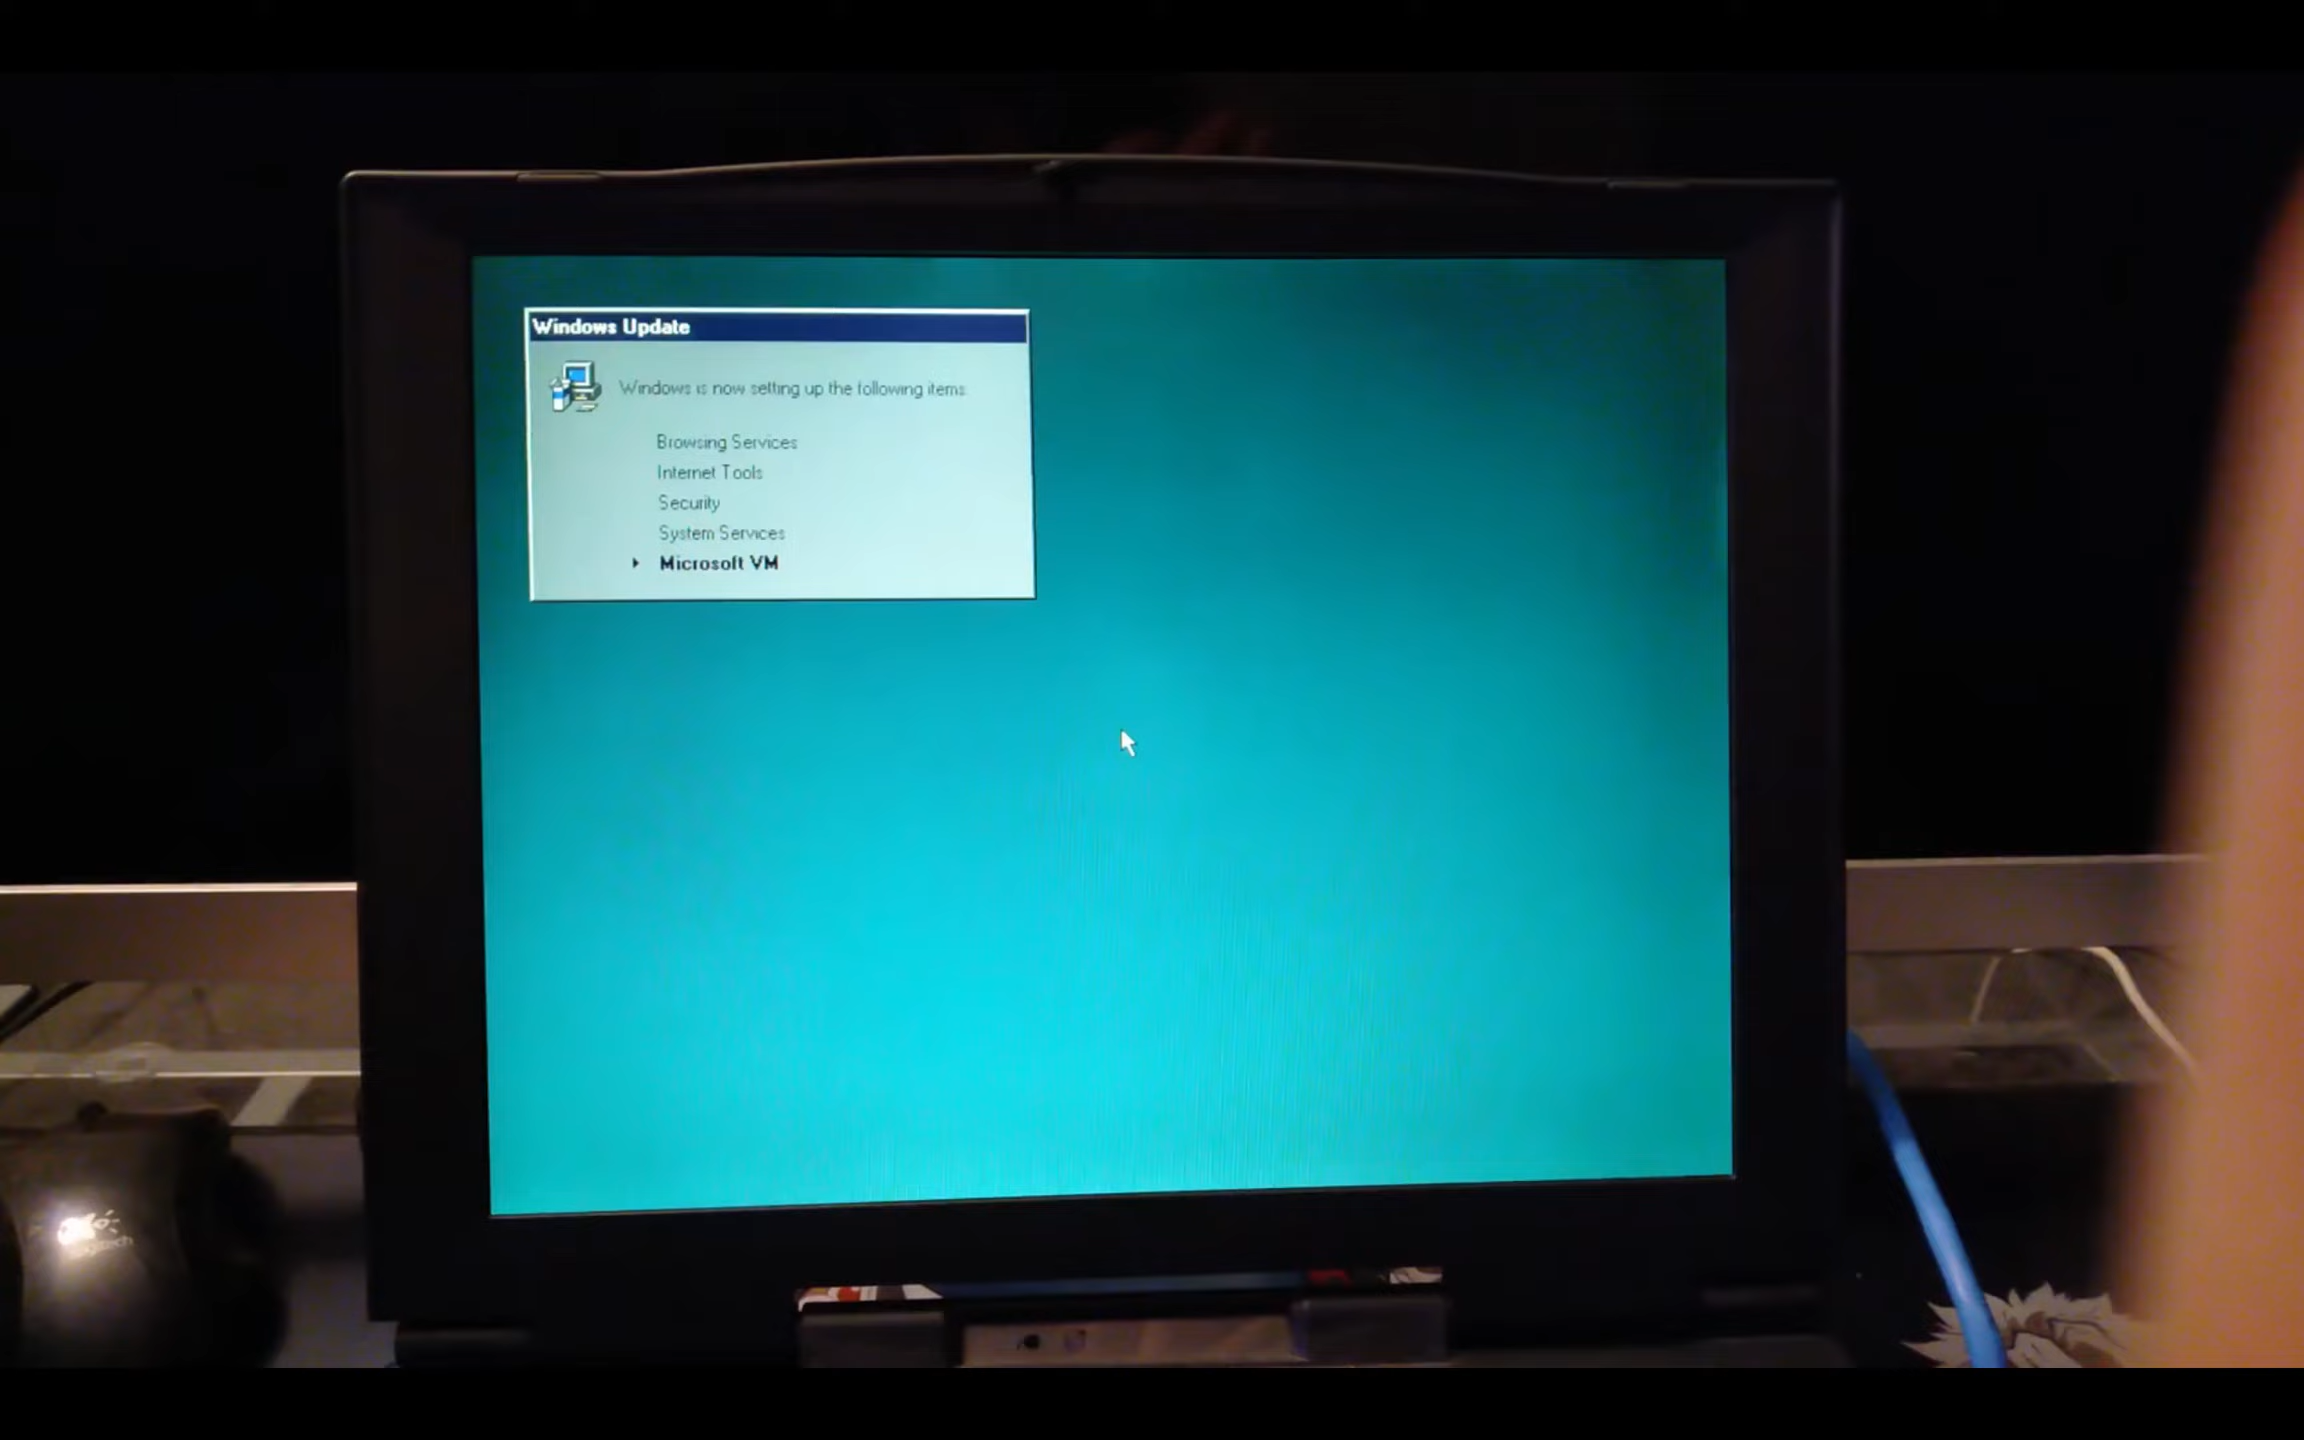 Windows Update
Windows is now setting up the following items
Browsing Services
Internet Tools
Security
System Services
Microsoft VM
Logitech